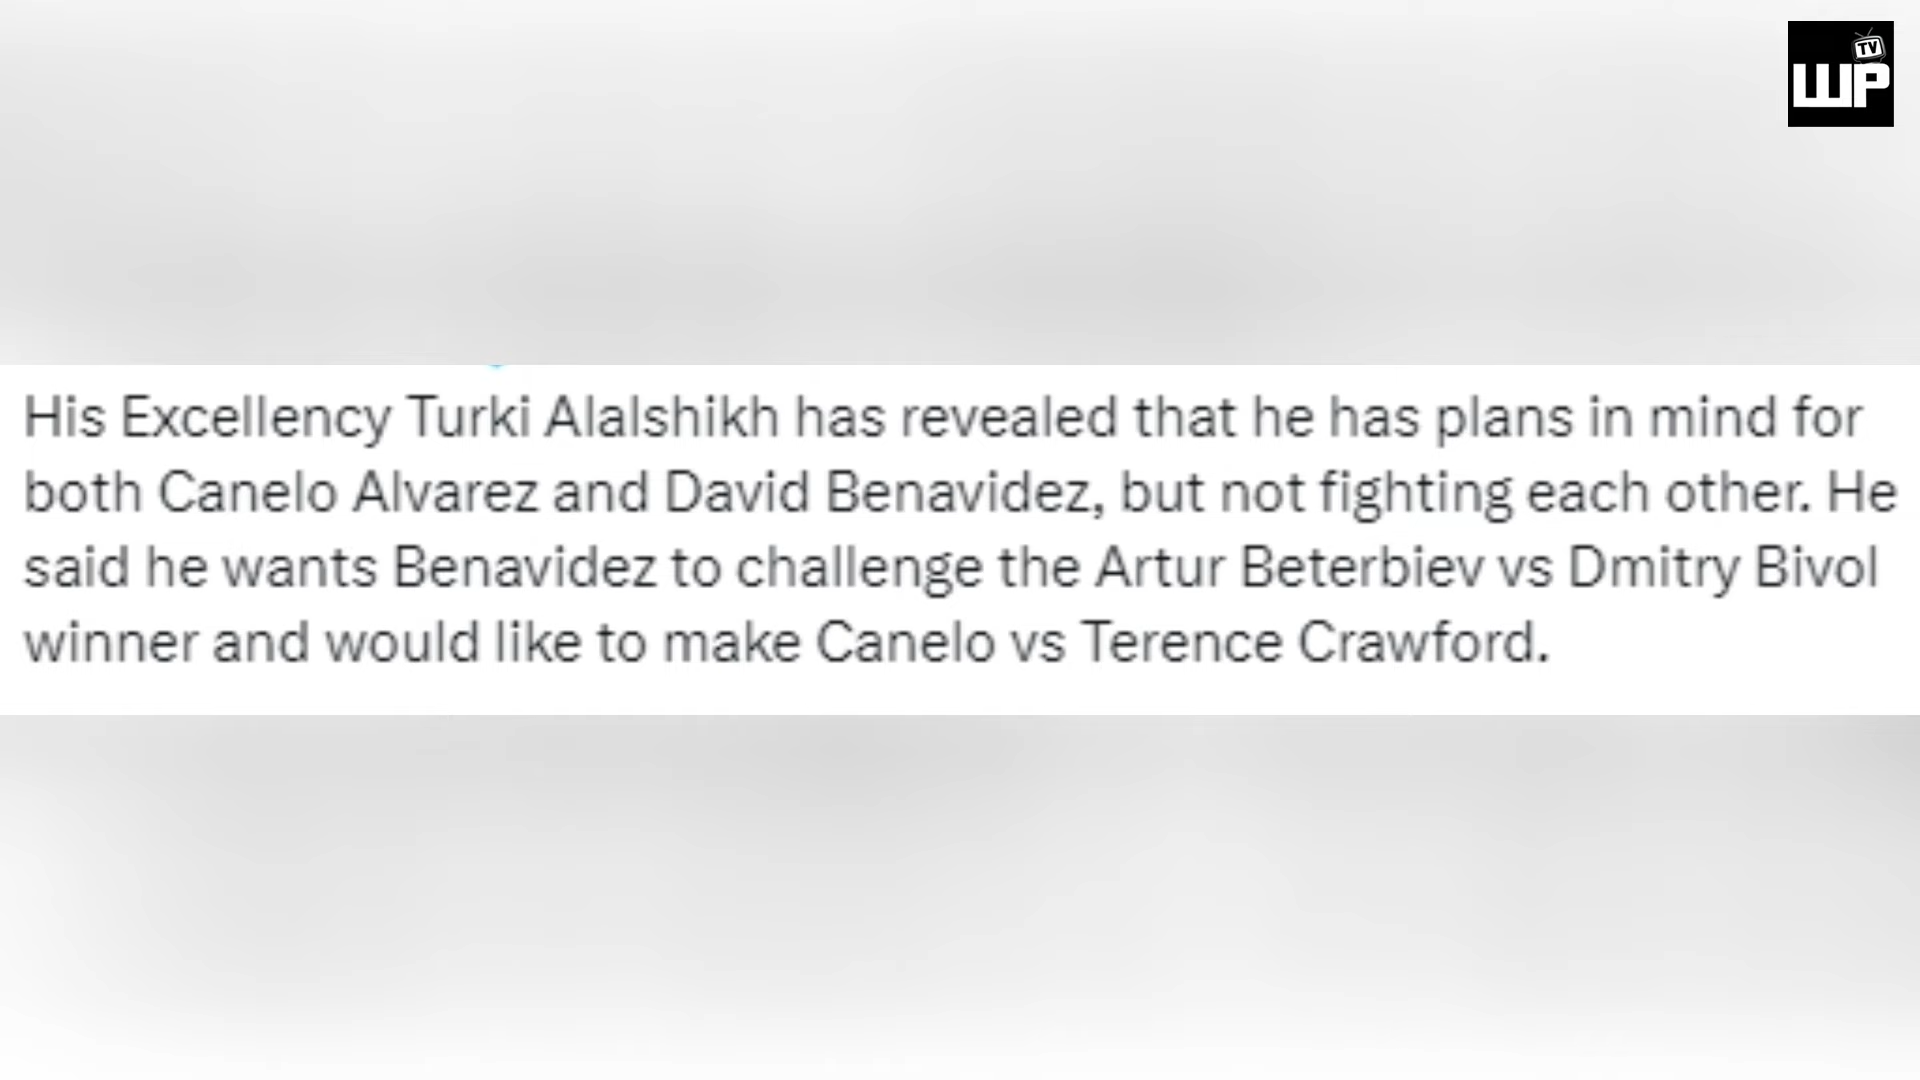 TV
WP
His Excellency Turki Alalshikh has revealed that he has plans in mind for
both Canelo Alvarez and David Benavidez, but not fighting each other. He
said he wants Benavidez to challenge the Artur Beterbiev vs Dmitry Bivol
winner and would like to make Canelo vs Terence Crawford.